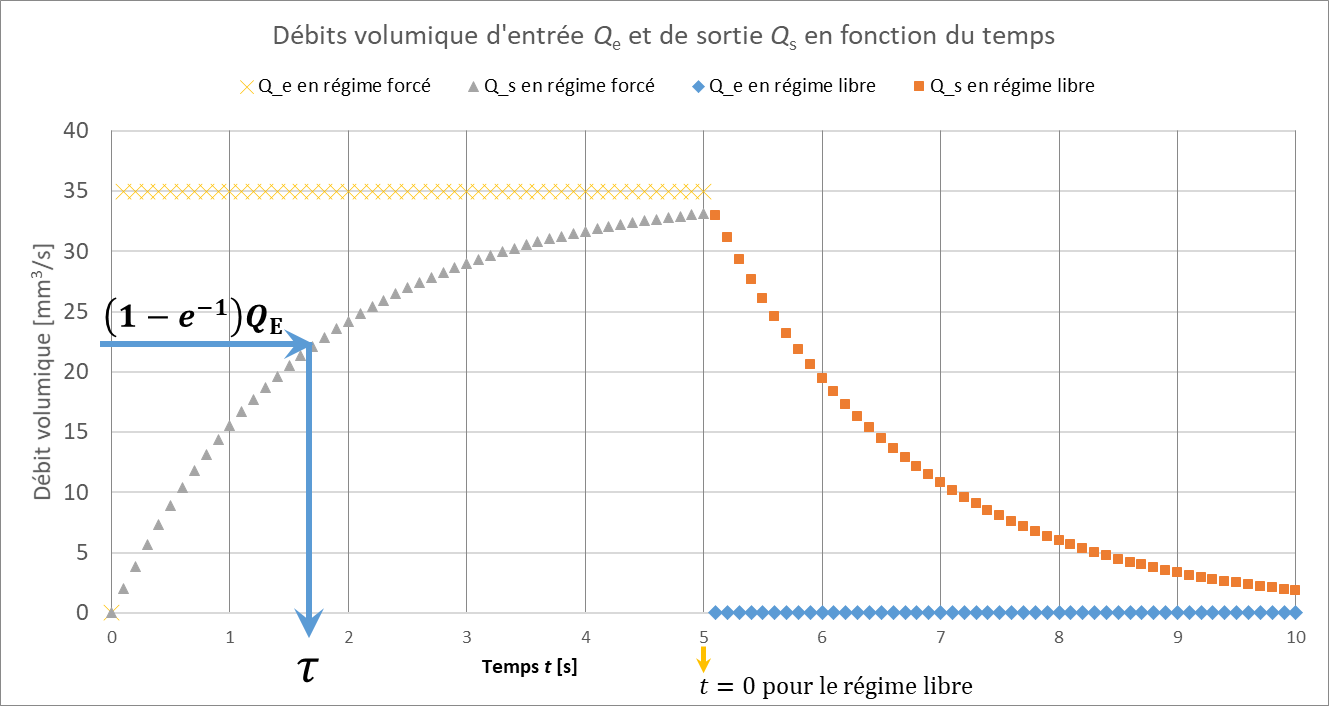 Débits volumique d'entrée Qe et de sortie Qs en fonction du temps
Q_e en régime forcé Q_s en régime forcé Q_e en régime libre Q_s en régime libre
40
35
30
25
20
15
10
5
0
Débit volumique [mm³/s]
(1 − e⁻¹)QE
0 1 2 3 4 5 6 7 8 9 10
τ
Temps t [s]
t = 0 pour le régime libre